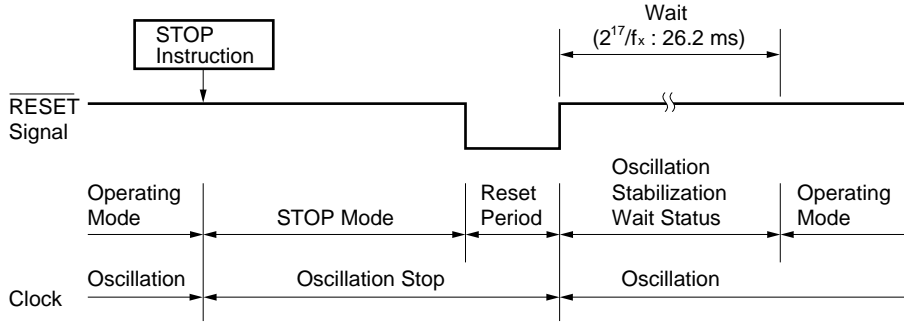 Wait
(2¹⁷/fx : 26.2 ms)
STOP
Instruction
RESET
Signal
Operating
Mode
STOP Mode
Reset
Period
Oscillation
Stabilization
Wait Status
Operating
Mode
Clock
Oscillation
Oscillation Stop
Oscillation